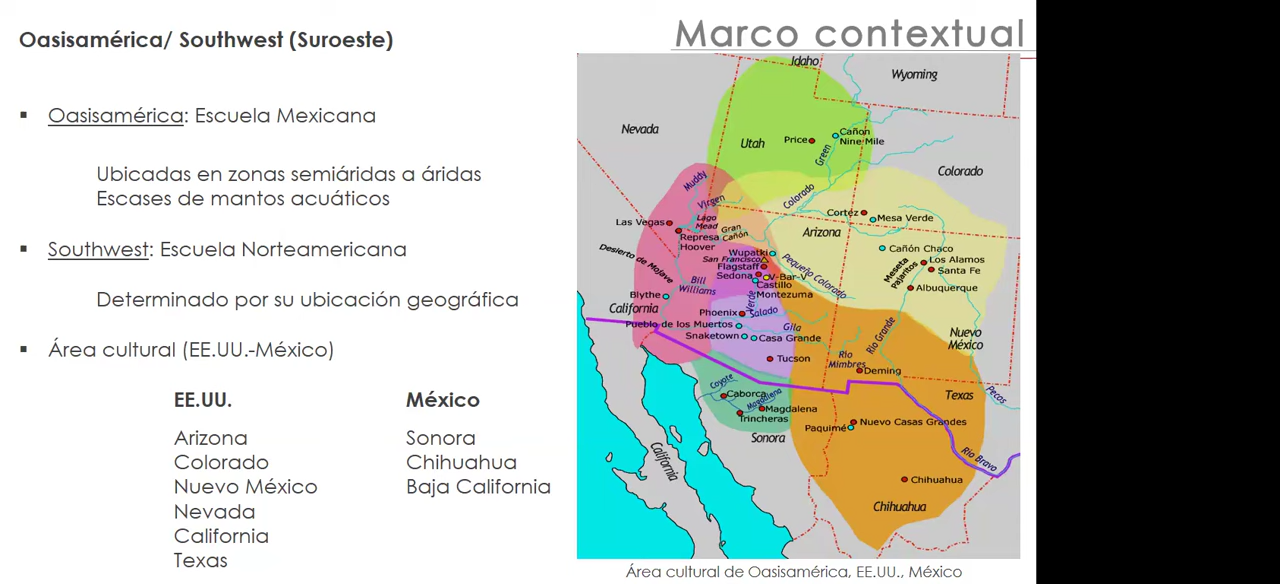 Marco contextual
Oasisamérica/ Southwest (Suroeste)
▪ Oasisamérica: Escuela Mexicana
Ubicadas en zonas semiáridas a áridas
Escases de mantos acuáticos
▪ Southwest: Escuela Norteamericana
Determinado por su ubicación geográfica
▪ Área cultural (EE.UU.-México)
EE.UU. México
Arizona Sonora
Colorado Chihuahua
Nuevo México Baja California
Nevada
California
Texas
Idaho
Wyoming
Nevada
Utah
Price
Cañon
Nine Mile
Green
Colorado
Muddy
Virgen
Colorado
Cortez
Mesa Verde
Las Vegas
Lago
Mead
Gran
Cañón
Arizona
Represa
Hoover
Cañón Chaco
Desierto de Mojave
Wupatki
San Francisco
Flagstaff
Sedona
V-Bar-V
Castillo
Montezuma
Pequeño Colorado
Meseta
Pajaritos
Los Alamos
Santa Fe
Albuquerque
Bill
Williams
Blythe
California
Verde
Phoenix
Salado
Pueblo de los Muertos
Gila
Snaketown
Casa Grande
Tucson
Rio
Mimbres
Rio Grande
Nuevo
México
Deming
Texas
Pecos
Coyote
Caborca
Magdalena
Magdalena
Trincheras
Sonora
Paquimé
Nuevo Casas Grandes
Rio Bravo
California
Chihuahua
Chihuahua
Área cultural de Oasisamérica, EE.UU., México